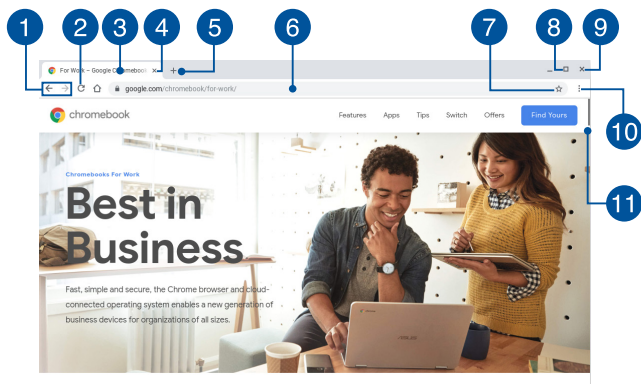 1
2
3
4
5
6
7
8
9
For Work – Google Chromebook
google.com/chromebook/for-work/
10
chromebook
Features Apps Tips Switch Offers Find Yours
11
Chromebooks For Work
Best in
Business
Fast, simple and secure, the Chrome browser and cloud-
connected operating system enables a new generation of
business devices for organizations of all sizes.
ASUS